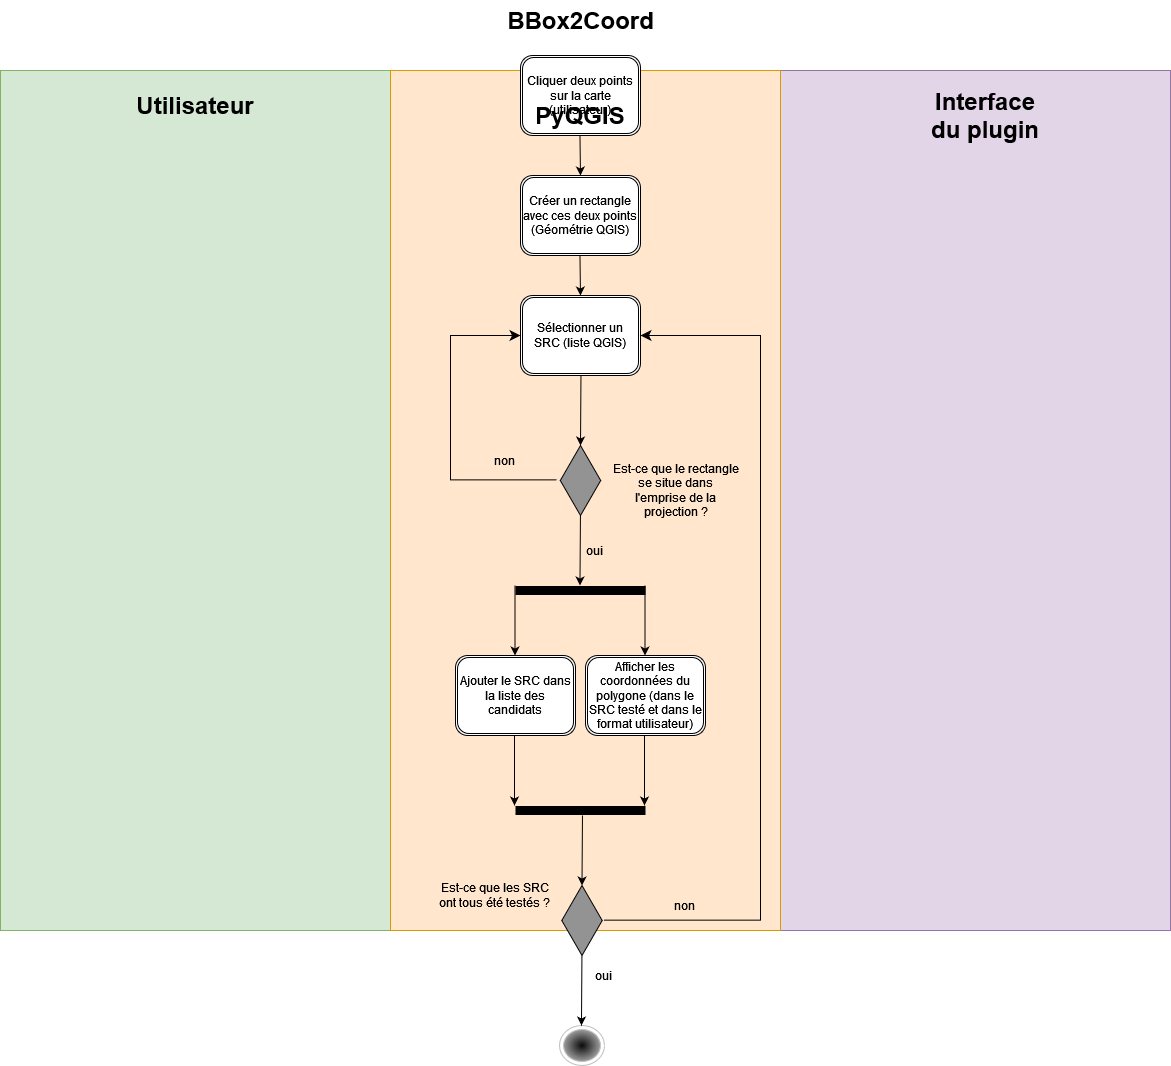 BBox2Coord
Utilisateur
Cliquer deux points
sur la carte
(utilisateur)
PyQGIS
Interface
du plugin
Créer un rectangle
avec ces deux points
(Géométrie QGIS)
Sélectionner un
SRC (liste QGIS)
non
Est-ce que le rectangle
se situe dans
l'emprise de la
projection ?
oui
Ajouter le SRC dans
la liste des
candidats
Afficher les
coordonnées du
polygone (dans le
SRC testé et dans le
format utilisateur)
Est-ce que les SRC
ont tous été testés ?
non
oui